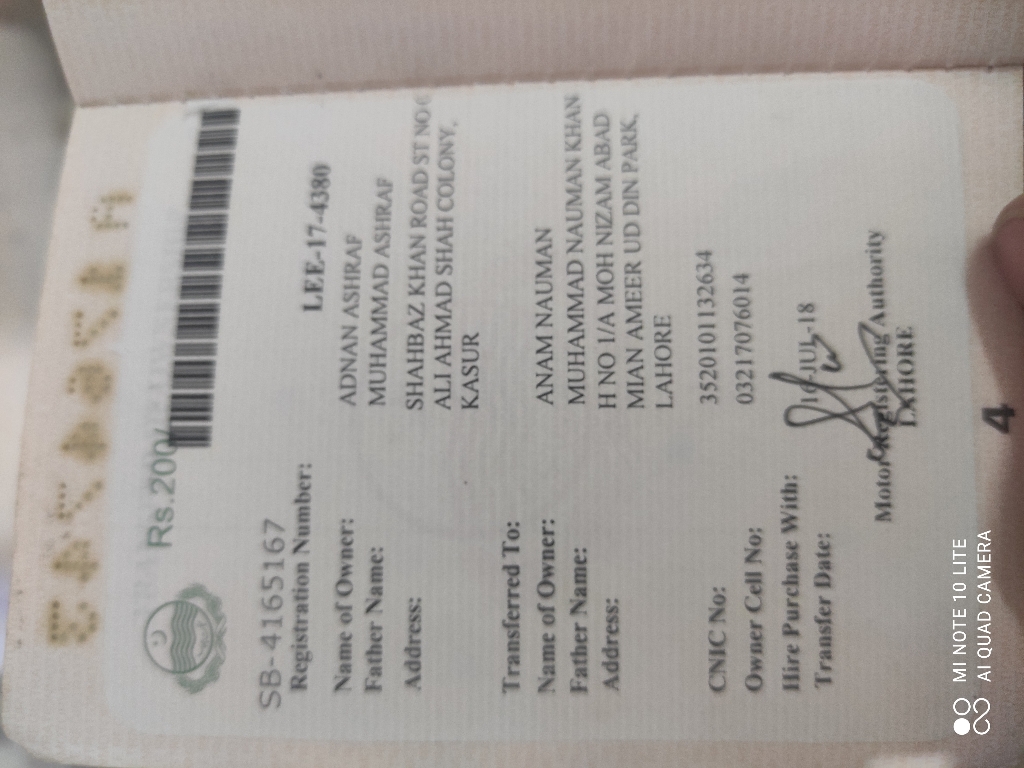 Rs.200/
SB-4165167
Registration Number: LEE-17-4380
Name of Owner: ADNAN ASHRAF
Father Name: MUHAMMAD ASHRAF
Address: SHAHBAZ KHAN ROAD ST NO
ALI AHMAD SHAH COLONY,
KASUR
Transferred To:
Name of Owner: ANAM NAUMAN
Father Name: MUHAMMAD NAUMAN KHAN
Address: H NO 1/A MOH NIZAM ABAD
MIAN AMEER UD DIN PARK,
LAHORE
CNIC No: 3520101132634
Owner Cell No: 03217076014
Hire Purchase With:
Transfer Date: 16-JUL-18
Motor Registering Authority
LAHORE
4
MI NOTE 10 LITE
AI QUAD CAMERA